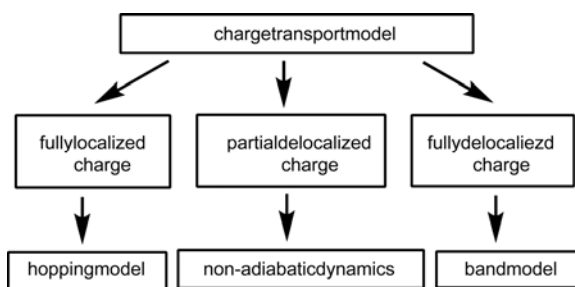 chargetransportmodel
fullylocalized
charge
partialdelocalized
charge
fullydelocaliezd
charge
hoppingmodel
non-adiabaticdynamics
bandmodel